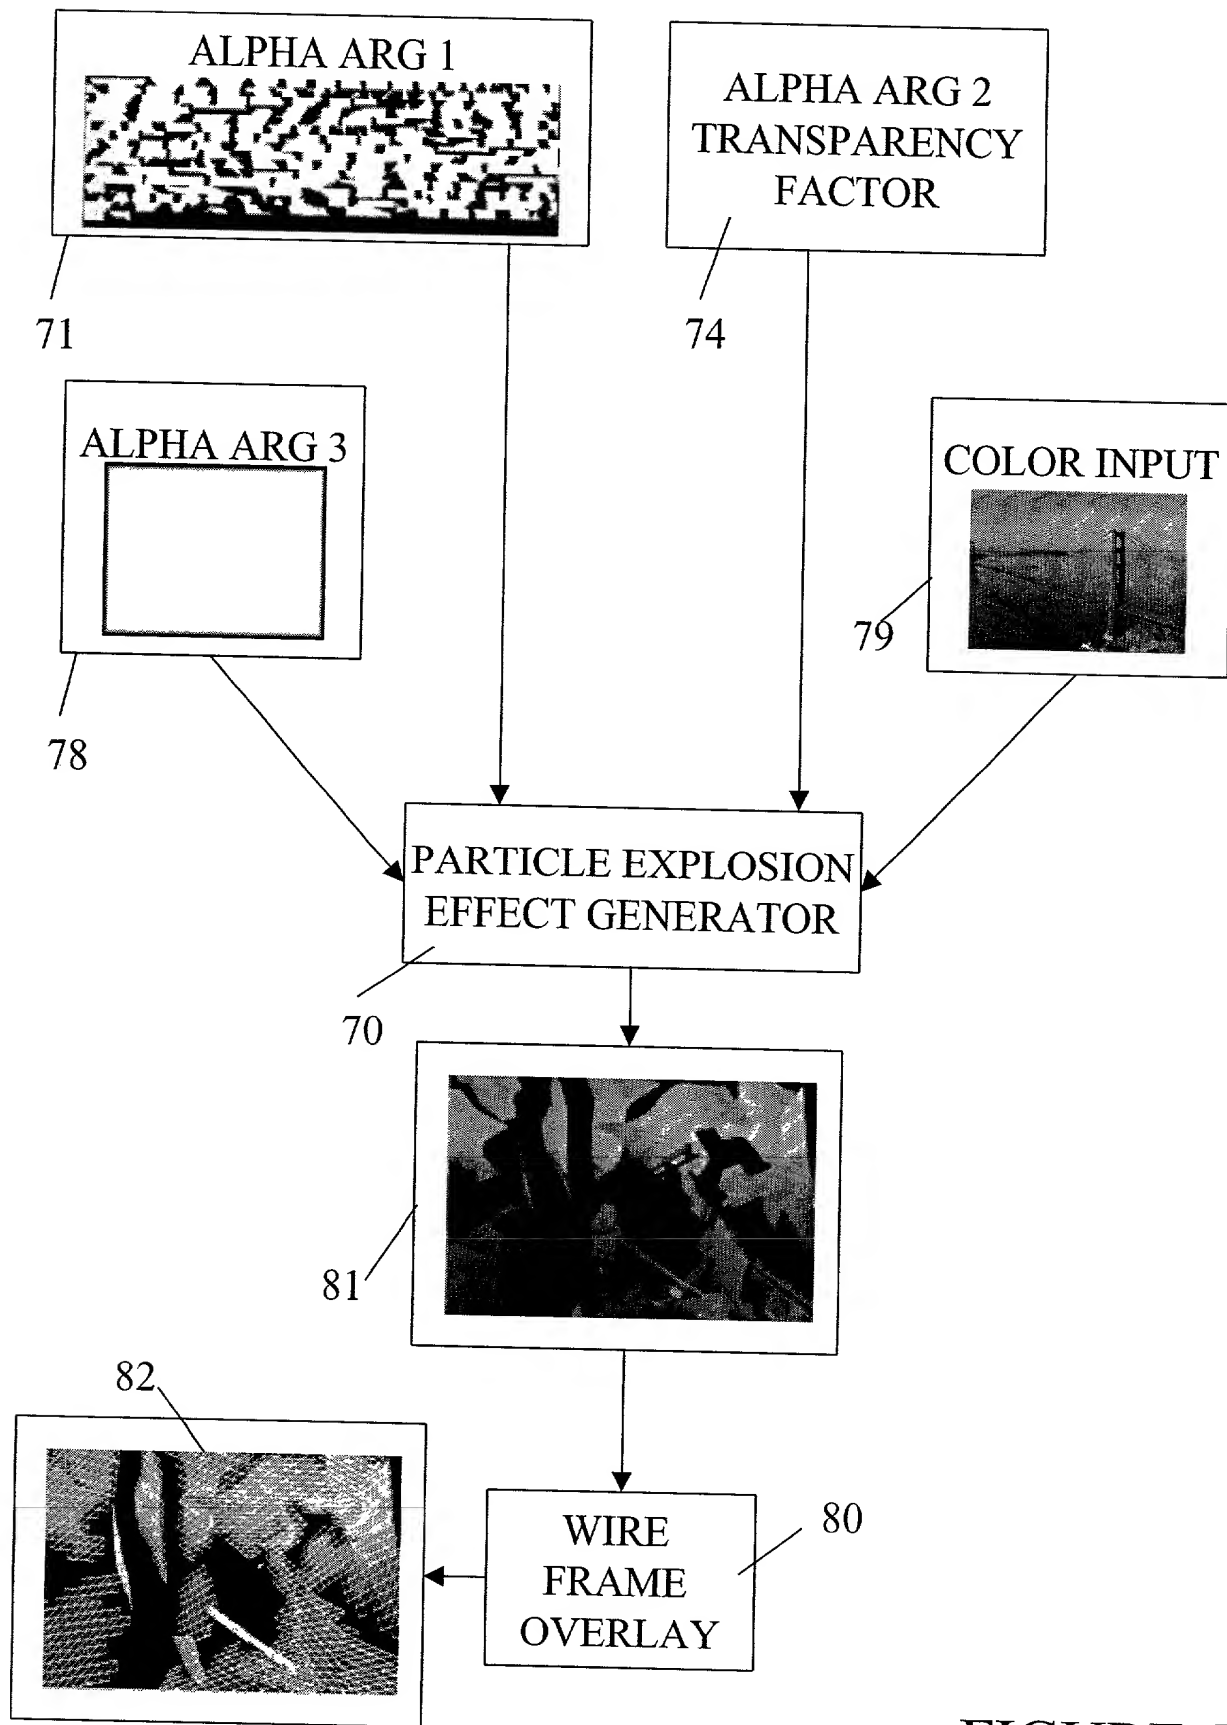 ALPHA ARG 1
ALPHA ARG 2
TRANSPARENCY
FACTOR
71
74
ALPHA ARG 3
COLOR INPUT
79
78
PARTICLE EXPLOSION
EFFECT GENERATOR
70
81
82
WIRE
FRAME
OVERLAY
80